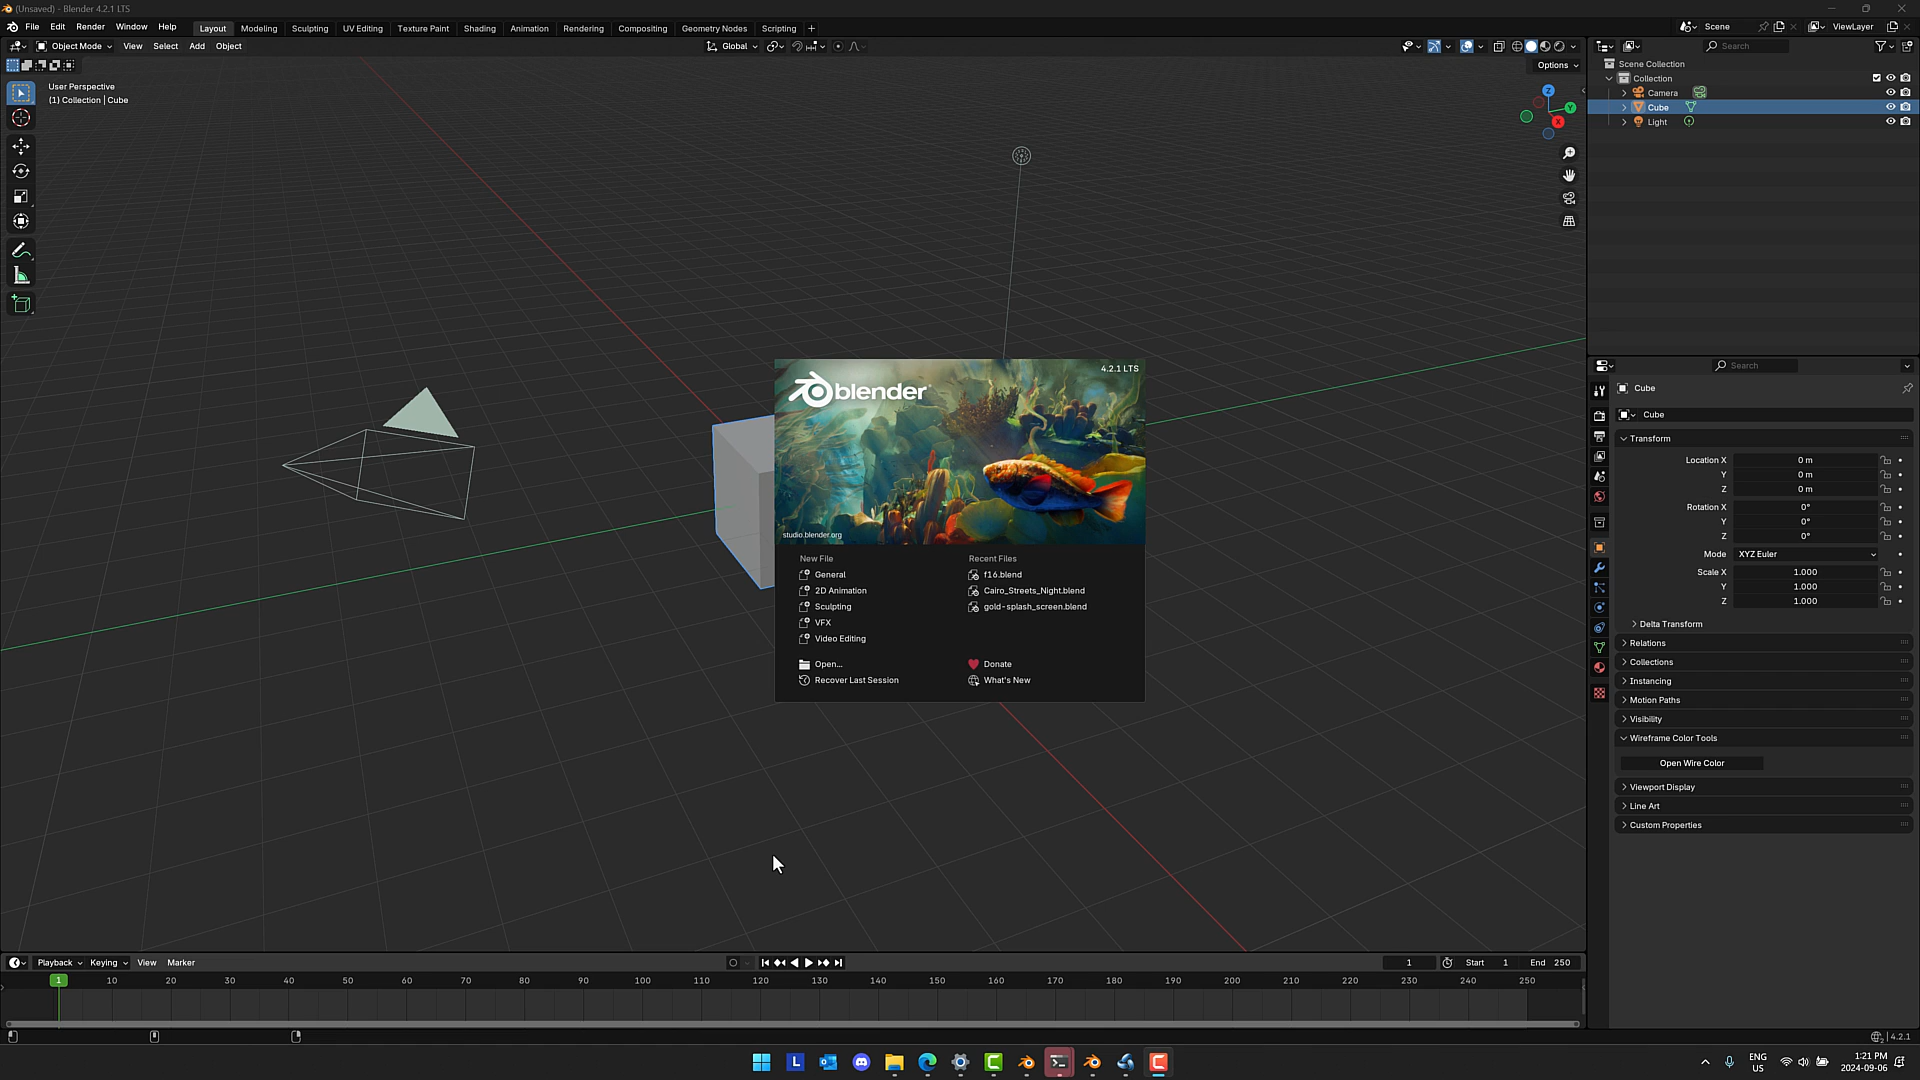 (Unsaved) - Blender 4.2.1 LTS
File Edit Render Window Help Layout Modeling Sculpting UV Editing Texture Paint Shading Animation Rendering Compositing Geometry Nodes Scripting +
Scene
ViewLayer
Object Mode View Select Add Object
Global
Options
User Perspective
(1) Collection | Cube
Z
Y
X
Search
Scene Collection
Collection
Camera
Cube
Light
blender
4.2.1 LTS
studio.blender.org
New File
General
2D Animation
Sculpting
VFX
Video Editing
Open...
Recover Last Session
Recent Files
f16.blend
Cairo_Streets_Night.blend
gold-splash_screen.blend
Donate
What's New
Search
Cube
Cube
Transform
Location X 0 m
Y 0 m
Z 0 m
Rotation X 0°
Y 0°
Z 0°
Mode XYZ Euler
Scale X 1.000
Y 1.000
Z 1.000
Delta Transform
Relations
Collections
Instancing
Motion Paths
Visibility
Wireframe Color Tools
Open Wire Color
Viewport Display
Line Art
Custom Properties
Playback Keying View Marker
1 Start 1 End 250
1 10 20 30 40 50 60 70 80 90 100 110 120 130 140 150 160 170 180 190 200 210 220 230 240 250
4.2.1
L
ENG
US
1:21 PM
2024-09-06